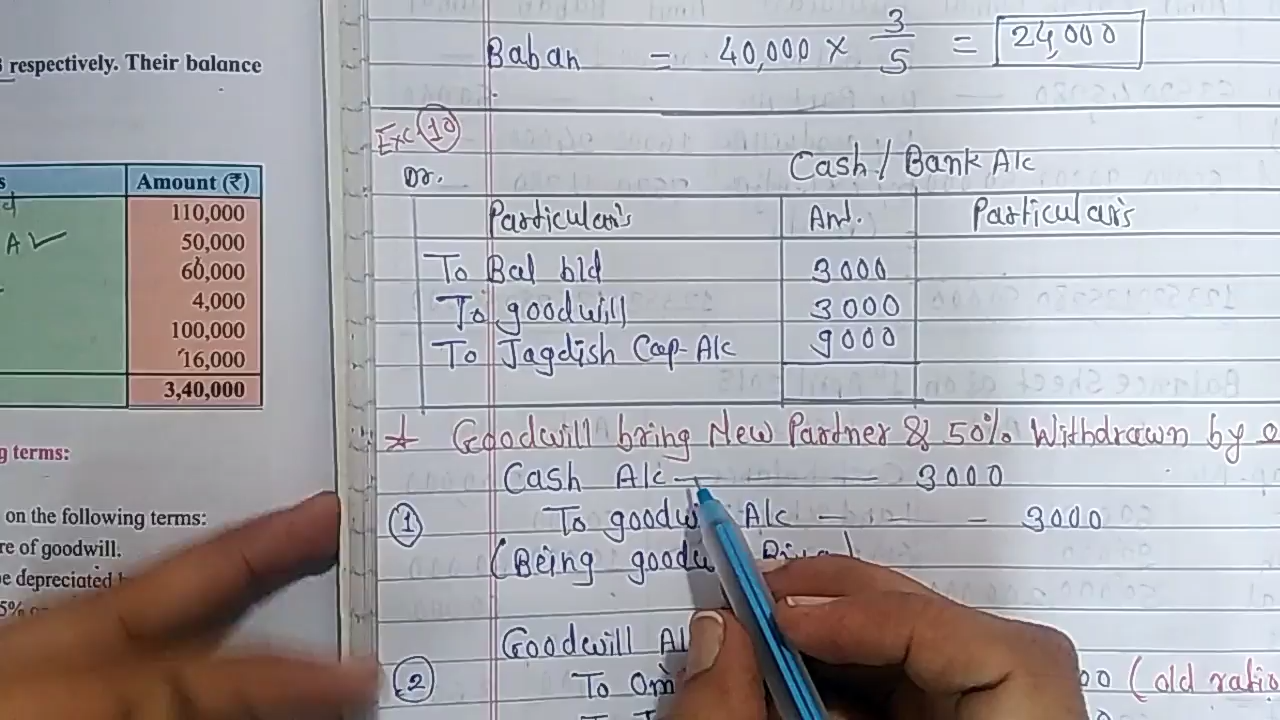 respectively. Their balance
Amount (₹)
110,000
50,000
A ✓
60,000
4,000
100,000
16,000
3,40,000
g terms:
on the following terms:
re of goodwill.
be depreciated
5%
Baban = 40,000 × 3/5 = 24,000
Exc 10
Cash / Bank A/c
Dr.
Particulars Amt. Particulars
To Bal b/d 3000
To goodwill 3000
To Jagdish Cap-A/c 9000
★ Goodwill bring New Partner & 50% Withdrawn by
Cash A/c — — — 3000
① To goodwi A/c — — - 3000
(Being goodw
Goodwill A
② To Om 00 (old ratio